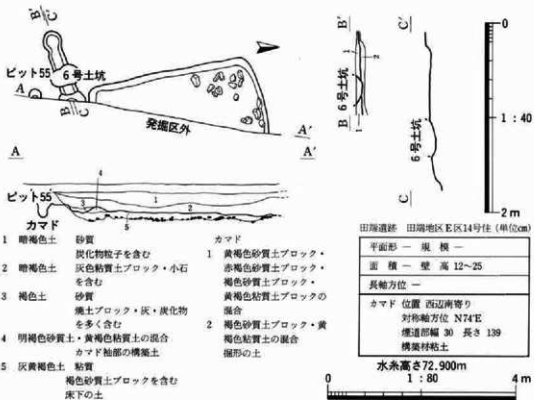 B'
C'
ピット55
6号土坑
A
B
C
発掘区外
A'
B'
1
2
6号土坑
B
1
C'
6号土坑
C
0
1:40
2m
A
A'
ピット55
4
3
1
2
5
カマド
1 暗褐色土 砂質
炭化物粒子を含む
2 暗褐色土 灰色粘質土ブロック・小石
を含む
3 褐色土 砂質
焼土ブロック・灰・炭化物
を多く含む
4 明褐色砂質土・黄褐色粘質土の混合
カマド袖部の構築土
5 灰黄褐色土 粘質
褐色砂質土ブロックを含む
床下の土
カマド
1 黄褐色砂質土ブロック・
赤褐色砂質土ブロック・
褐色砂質土ブロック・
黄褐色粘質土ブロックの
混合
2 褐色砂質土ブロック・黄
褐色粘質土の混合
掘形の土
田端遺跡 田端地区E区14号住(単位cm)
平面形 — 規模 —
面積 — 壁高 12~25
長軸方位 —
カマド 位置 西辺南寄り
対称軸方位 N74°E
煙道部幅 30 長さ 139
構築材粘土
水糸高さ72.900m
0 1:80 4m